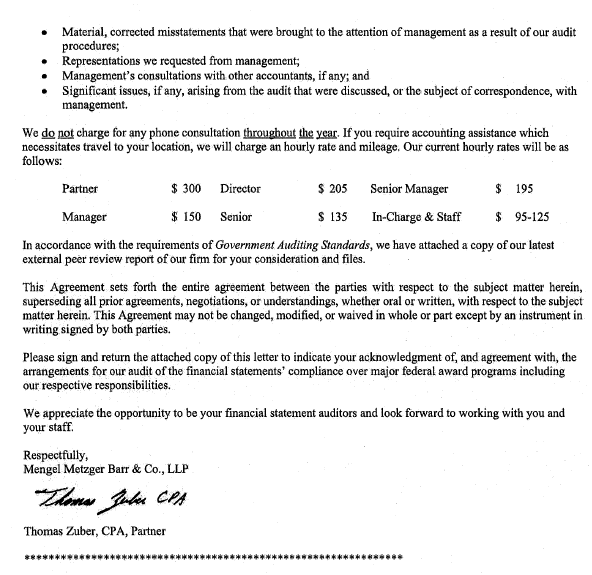 • Material, corrected misstatements that were brought to the attention of management as a result of our audit
procedures;
• Representations we requested from management;
• Management's consultations with other accountants, if any; and
• Significant issues, if any, arising from the audit that were discussed, or the subject of correspondence, with
management.
We do not charge for any phone consultation throughout the year. If you require accounting assistance which
necessitates travel to your location, we will charge an hourly rate and mileage. Our current hourly rates will be as
follows:
Partner $ 300 Director $ 205 Senior Manager $ 195
Manager $ 150 Senior $ 135 In-Charge & Staff $ 95-125
In accordance with the requirements of Government Auditing Standards, we have attached a copy of our latest
external peer review report of our firm for your consideration and files.
This Agreement sets forth the entire agreement between the parties with respect to the subject matter herein,
superseding all prior agreements, negotiations, or understandings, whether oral or written, with respect to the subject
matter herein. This Agreement may not be changed, modified, or waived in whole or part except by an instrument in
writing signed by both parties.
Please sign and return the attached copy of this letter to indicate your acknowledgment of, and agreement with, the
arrangements for our audit of the financial statements' compliance over major federal award programs including
our respective responsibilities.
We appreciate the opportunity to be your financial statement auditors and look forward to working with you and
your staff.
Respectfully,
Mengel Metzger Barr & Co., LLP
Thomas Zuber CPA
Thomas Zuber, CPA, Partner
***************************************************************